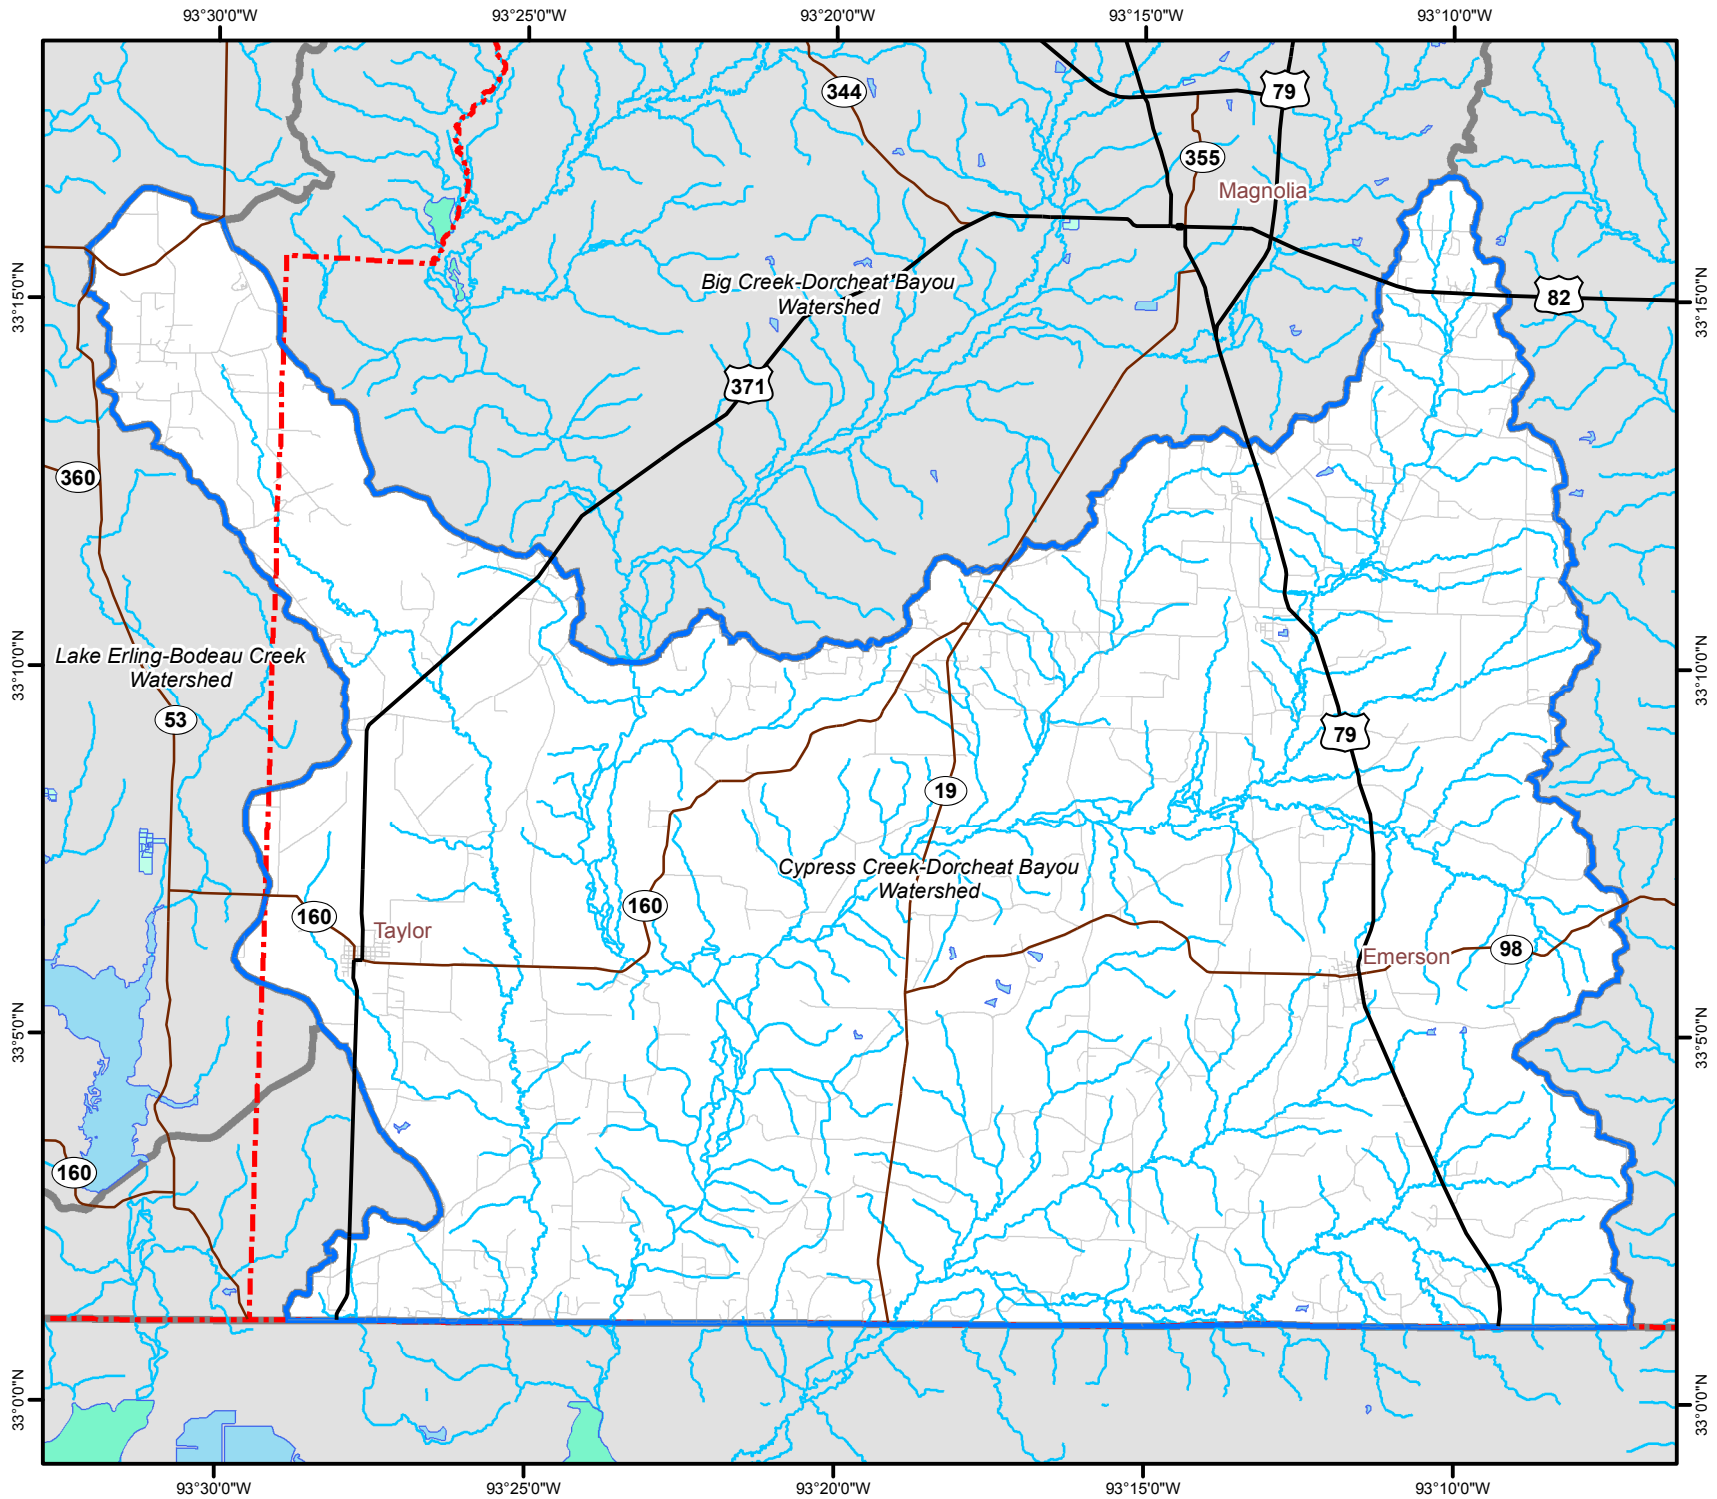 93°30'0"W
93°25'0"W
93°20'0"W
93°15'0"W
93°10'0"W
344
79
355
Magnolia
33°15'0"N
Big Creek-Dorcheat Bayou
Watershed
82
33°15'0"N
371
360
Lake Erling-Bodeau Creek
Watershed
33°10'0"N
33°10'0"N
53
79
19
Cypress Creek-Dorcheat Bayou
Watershed
160
160
Taylor
Emerson
98
33°5'0"N
33°5'0"N
160
33°0'0"N
33°0'0"N
93°30'0"W
93°25'0"W
93°20'0"W
93°15'0"W
93°10'0"W